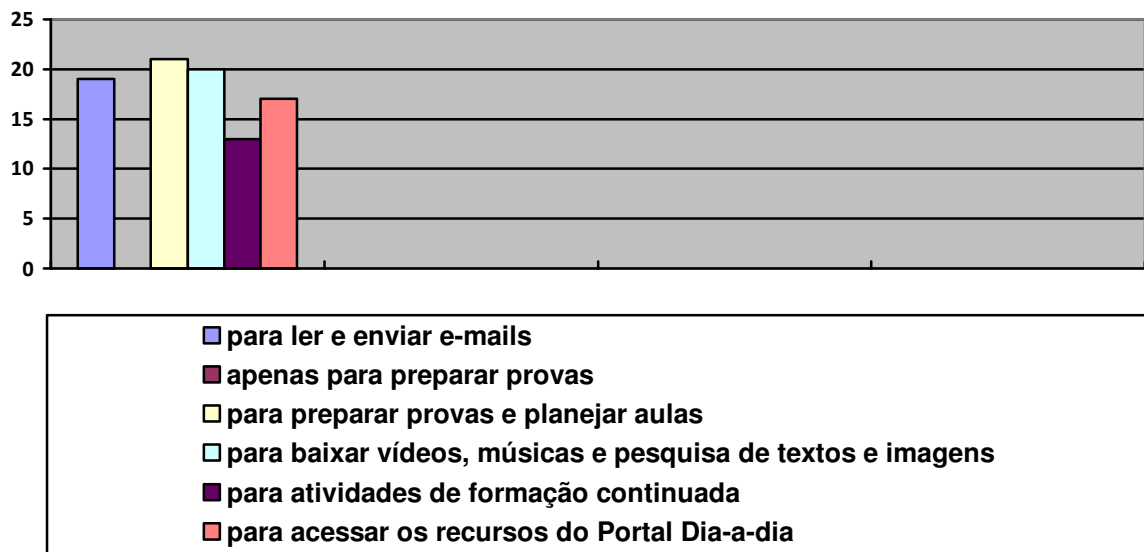 25
20
15
10
5
0
para ler e enviar e-mails
apenas para preparar provas
para preparar provas e planejar aulas
para baixar vídeos, músicas e pesquisa de textos e imagens
para atividades de formação continuada
para acessar os recursos do Portal Dia-a-dia